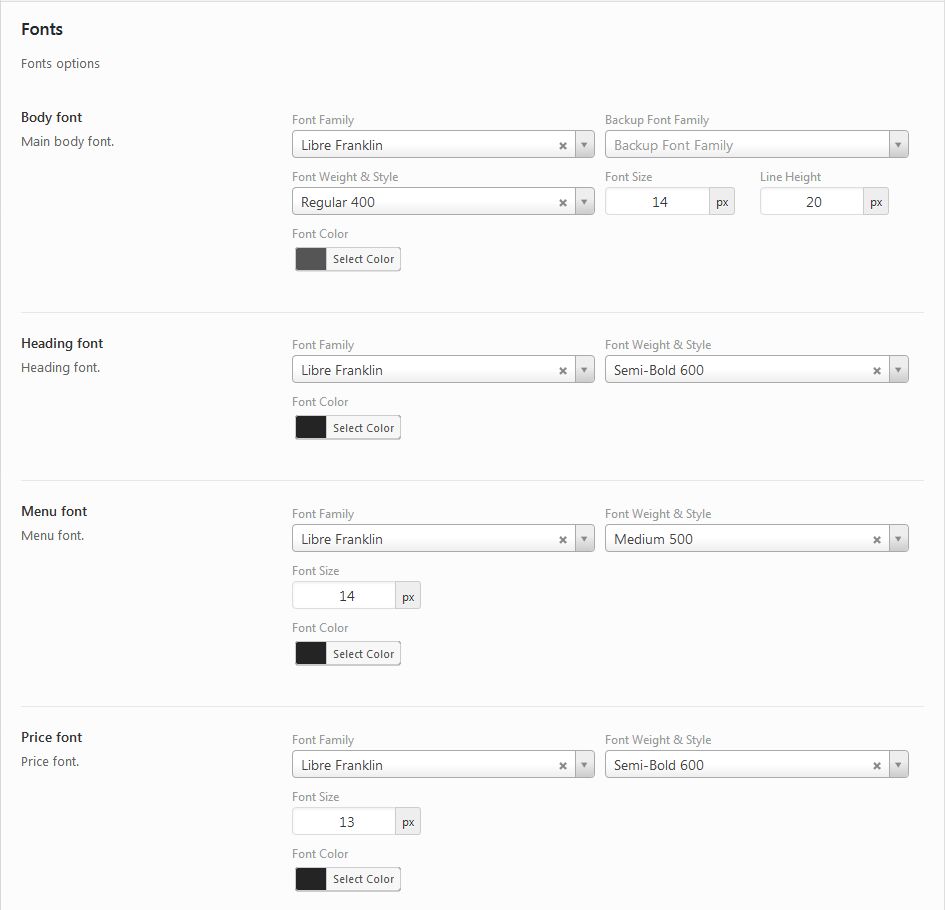 Fonts
Fonts options
Body font
Main body font.
Font Family
Backup Font Family
Libre Franklin × 
Backup Font Family
Font Weight & Style
Font Size
Line Height
Regular 400 ×
14 px
20 px
Font Color
Select Color
Heading font
Heading font.
Font Family
Font Weight & Style
Libre Franklin ×
Semi-Bold 600 ×
Font Color
Select Color
Menu font
Menu font.
Font Family
Font Weight & Style
Libre Franklin ×
Medium 500 ×
Font Size
14 px
Font Color
Select Color
Price font
Price font.
Font Family
Font Weight & Style
Libre Franklin ×
Semi-Bold 600 ×
Font Size
13 px
Font Color
Select Color